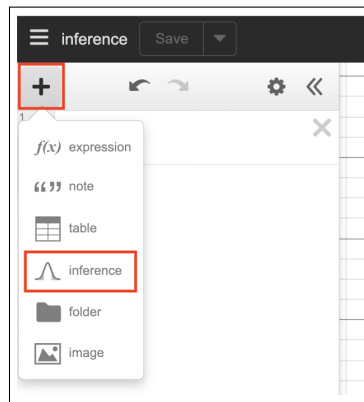 inference Save
1
f(x) expression
“” note
table
inference
folder
image